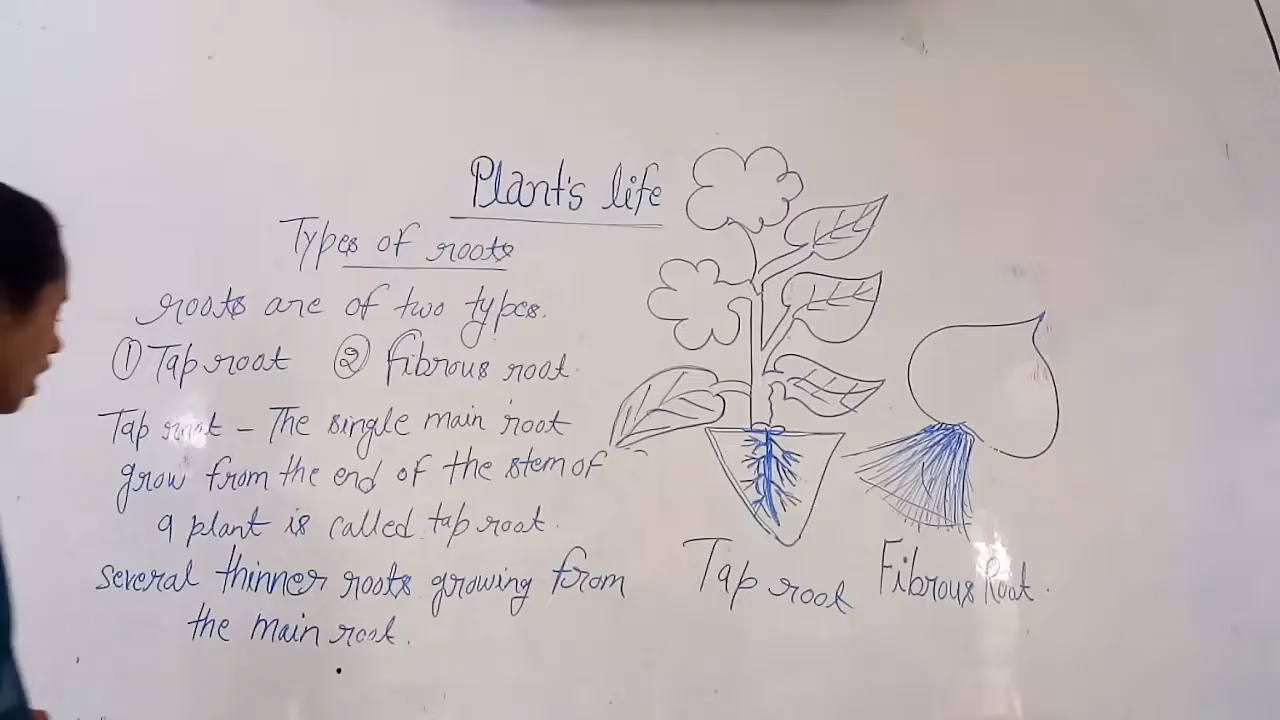 Plant's life
Types of roots
roots are of two types.
① Tap root ② fibrous root.
Tap root – The single main root
grow from the end of the stem of
a plant is called tap root.
several thinner roots growing from
the main root.
Tap root
Fibrous Root.